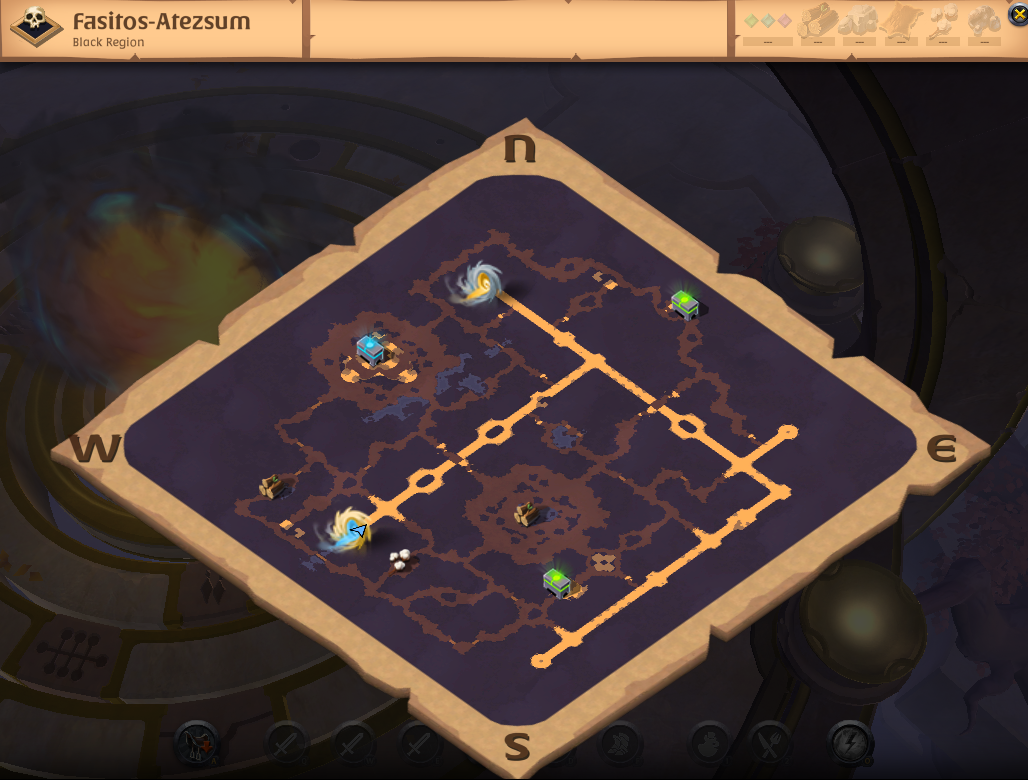 Fasitos-Atezsum
Black Region
--- --- --- --- --- ---
N
W
E
S